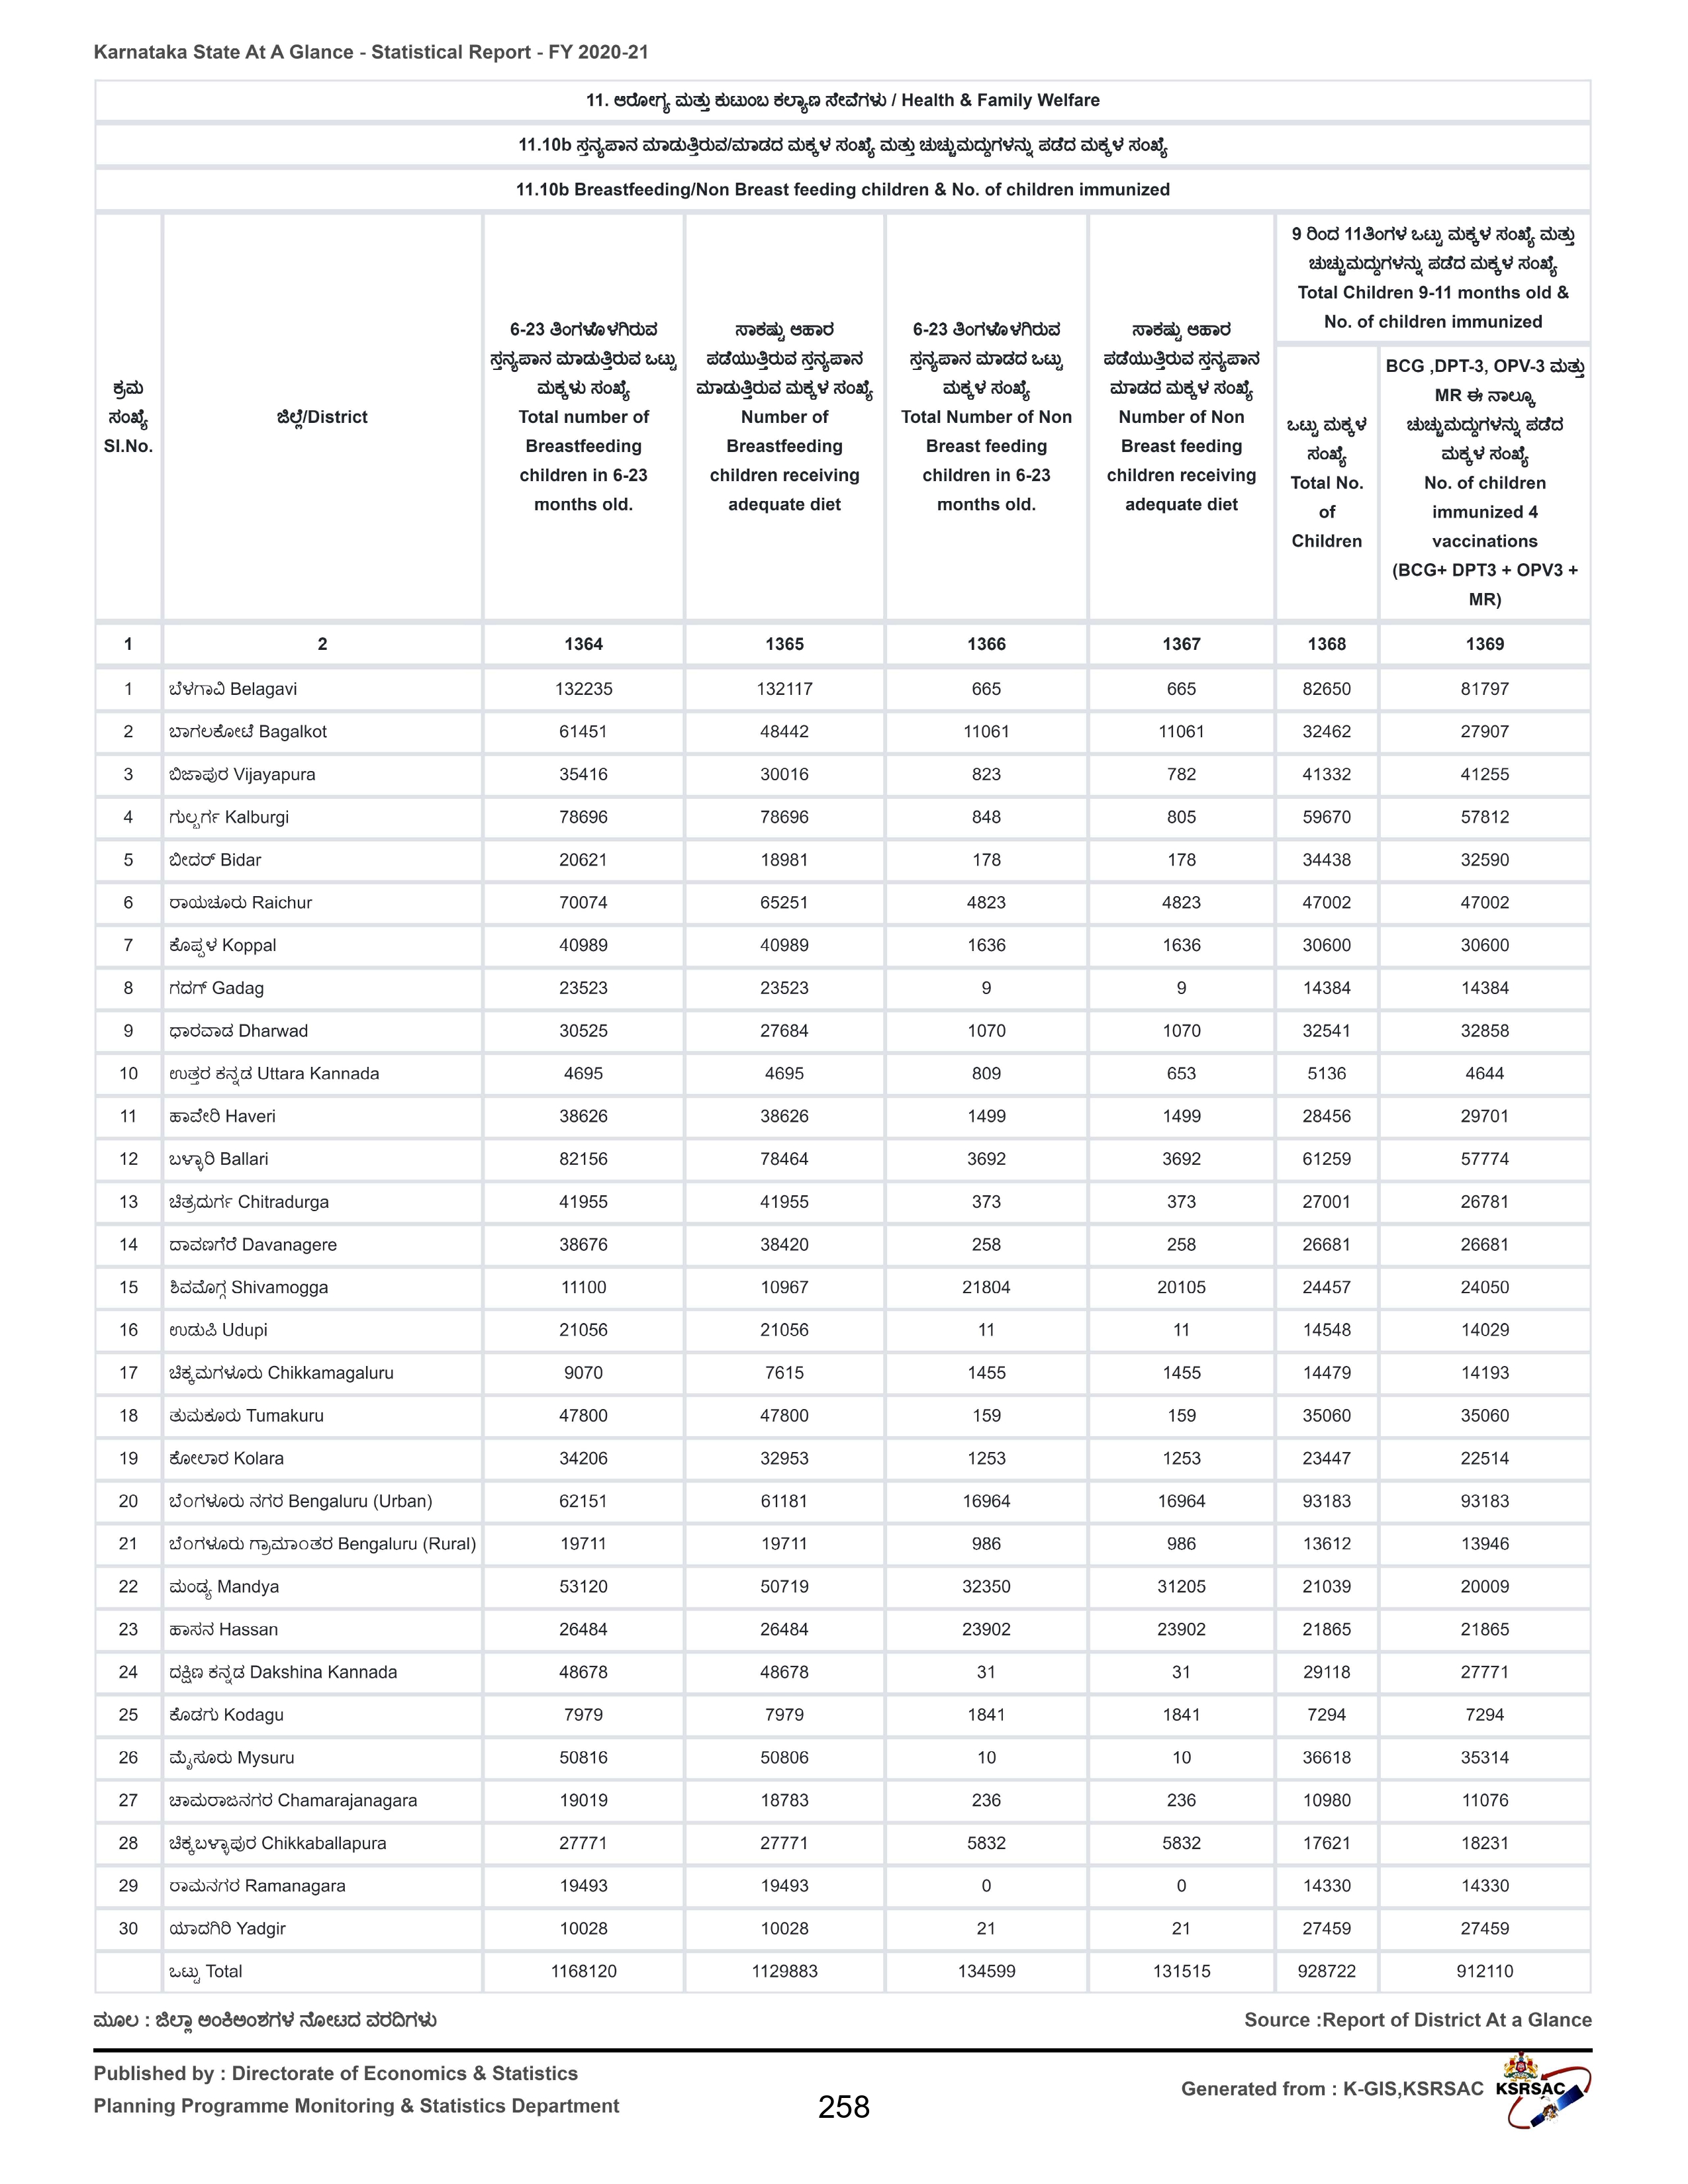 Karnataka State At A Glance - Statistical Report - FY 2020-21
11. ಆರೋಗ್ಯ ಮತ್ತು ಕುಟುಂಬ ಕಲ್ಯಾಣ ಸೇವೆಗಳು / Health & Family Welfare
11.10b ಸ್ತನ್ಯಪಾನ ಮಾಡುತ್ತಿರುವ/ಮಾಡದ ಮಕ್ಕಳ ಸಂಖ್ಯೆ ಮತ್ತು ಚುಚ್ಚುಮದ್ದುಗಳನ್ನು ಪಡೆದ ಮಕ್ಕಳ ಸಂಖ್ಯೆ
11.10b Breastfeeding/Non Breast feeding children & No. of children immunized
ಕ್ರಮ
ಸಂಖ್ಯೆ
Sl.No.
ಜಿಲ್ಲೆ/District
6-23 ತಿಂಗಳೊಳಗಿರುವ
ಸ್ತನ್ಯಪಾನ ಮಾಡುತ್ತಿರುವ ಒಟ್ಟು
ಮಕ್ಕಳು ಸಂಖ್ಯೆ
Total number of
Breastfeeding
children in 6-23
months old.
ಸಾಕಷ್ಟು ಆಹಾರ
ಪಡೆಯುತ್ತಿರುವ ಸ್ತನ್ಯಪಾನ
ಮಾಡುತ್ತಿರುವ ಮಕ್ಕಳ ಸಂಖ್ಯೆ
Number of
Breastfeeding
children receiving
adequate diet
6-23 ತಿಂಗಳೊಳಗಿರುವ
ಸ್ತನ್ಯಪಾನ ಮಾಡದ ಒಟ್ಟು
ಮಕ್ಕಳ ಸಂಖ್ಯೆ
Total Number of Non
Breast feeding
children in 6-23
months old.
ಸಾಕಷ್ಟು ಆಹಾರ
ಪಡೆಯುತ್ತಿರುವ ಸ್ತನ್ಯಪಾನ
ಮಾಡದ ಮಕ್ಕಳ ಸಂಖ್ಯೆ
Number of Non
Breast feeding
children receiving
adequate diet
9 ರಿಂದ 11ತಿಂಗಳ ಒಟ್ಟು ಮಕ್ಕಳ ಸಂಖ್ಯೆ ಮತ್ತು
ಚುಚ್ಚುಮದ್ದುಗಳನ್ನು ಪಡೆದ ಮಕ್ಕಳ ಸಂಖ್ಯೆ
Total Children 9-11 months old &
No. of children immunized
ಒಟ್ಟು ಮಕ್ಕಳ
ಸಂಖ್ಯೆ
Total No.
of
Children
BCG ,DPT-3, OPV-3 ಮತ್ತು
MR ಈ ನಾಲ್ಕೂ
ಚುಚ್ಚುಮದ್ದುಗಳನ್ನು ಪಡೆದ
ಮಕ್ಕಳ ಸಂಖ್ಯೆ
No. of children
immunized 4
vaccinations
(BCG+ DPT3 + OPV3 +
MR)
1 2 1364 1365 1366 1367 1368 1369
1 ಬೆಳಗಾವಿ Belagavi 132235 132117 665 665 82650 81797
2 ಬಾಗಲಕೋಟೆ Bagalkot 61451 48442 11061 11061 32462 27907
3 ಬಿಜಾಪುರ Vijayapura 35416 30016 823 782 41332 41255
4 ಗುಲ್ಬರ್ಗ Kalburgi 78696 78696 848 805 59670 57812
5 ಬೀದರ್ Bidar 20621 18981 178 178 34438 32590
6 ರಾಯಚೂರು Raichur 70074 65251 4823 4823 47002 47002
7 ಕೊಪ್ಪಳ Koppal 40989 40989 1636 1636 30600 30600
8 ಗದಗ್ Gadag 23523 23523 9 9 14384 14384
9 ಧಾರವಾಡ Dharwad 30525 27684 1070 1070 32541 32858
10 ಉತ್ತರ ಕನ್ನಡ Uttara Kannada 4695 4695 809 653 5136 4644
11 ಹಾವೇರಿ Haveri 38626 38626 1499 1499 28456 29701
12 ಬಳ್ಳಾರಿ Ballari 82156 78464 3692 3692 61259 57774
13 ಚಿತ್ರದುರ್ಗ Chitradurga 41955 41955 373 373 27001 26781
14 ದಾವಣಗೆರೆ Davanagere 38676 38420 258 258 26681 26681
15 ಶಿವಮೊಗ್ಗ Shivamogga 11100 10967 21804 20105 24457 24050
16 ಉಡುಪಿ Udupi 21056 21056 11 11 14548 14029
17 ಚಿಕ್ಕಮಗಳೂರು Chikkamagaluru 9070 7615 1455 1455 14479 14193
18 ತುಮಕೂರು Tumakuru 47800 47800 159 159 35060 35060
19 ಕೋಲಾರ Kolara 34206 32953 1253 1253 23447 22514
20 ಬೆಂಗಳೂರು ನಗರ Bengaluru (Urban) 62151 61181 16964 16964 93183 93183
21 ಬೆಂಗಳೂರು ಗ್ರಾಮಾಂತರ Bengaluru (Rural) 19711 19711 986 986 13612 13946
22 ಮಂಡ್ಯ Mandya 53120 50719 32350 31205 21039 20009
23 ಹಾಸನ Hassan 26484 26484 23902 23902 21865 21865
24 ದಕ್ಷಿಣ ಕನ್ನಡ Dakshina Kannada 48678 48678 31 31 29118 27771
25 ಕೊಡಗು Kodagu 7979 7979 1841 1841 7294 7294
26 ಮೈಸೂರು Mysuru 50816 50806 10 10 36618 35314
27 ಚಾಮರಾಜನಗರ Chamarajanagara 19019 18783 236 236 10980 11076
28 ಚಿಕ್ಕಬಳ್ಳಾಪುರ Chikkaballapura 27771 27771 5832 5832 17621 18231
29 ರಾಮನಗರ Ramanagara 19493 19493 0 0 14330 14330
30 ಯಾದಗಿರಿ Yadgir 10028 10028 21 21 27459 27459
ಒಟ್ಟು Total 1168120 1129883 134599 131515 928722 912110
ಮೂಲ : ಜಿಲ್ಲಾ ಅಂಕಿಅಂಶಗಳ ನೋಟದ ವರದಿಗಳು Source :Report of District At a Glance
Published by : Directorate of Economics & Statistics
Planning Programme Monitoring & Statistics Department
258
Generated from : K-GIS,KSRSAC
KSRSAC